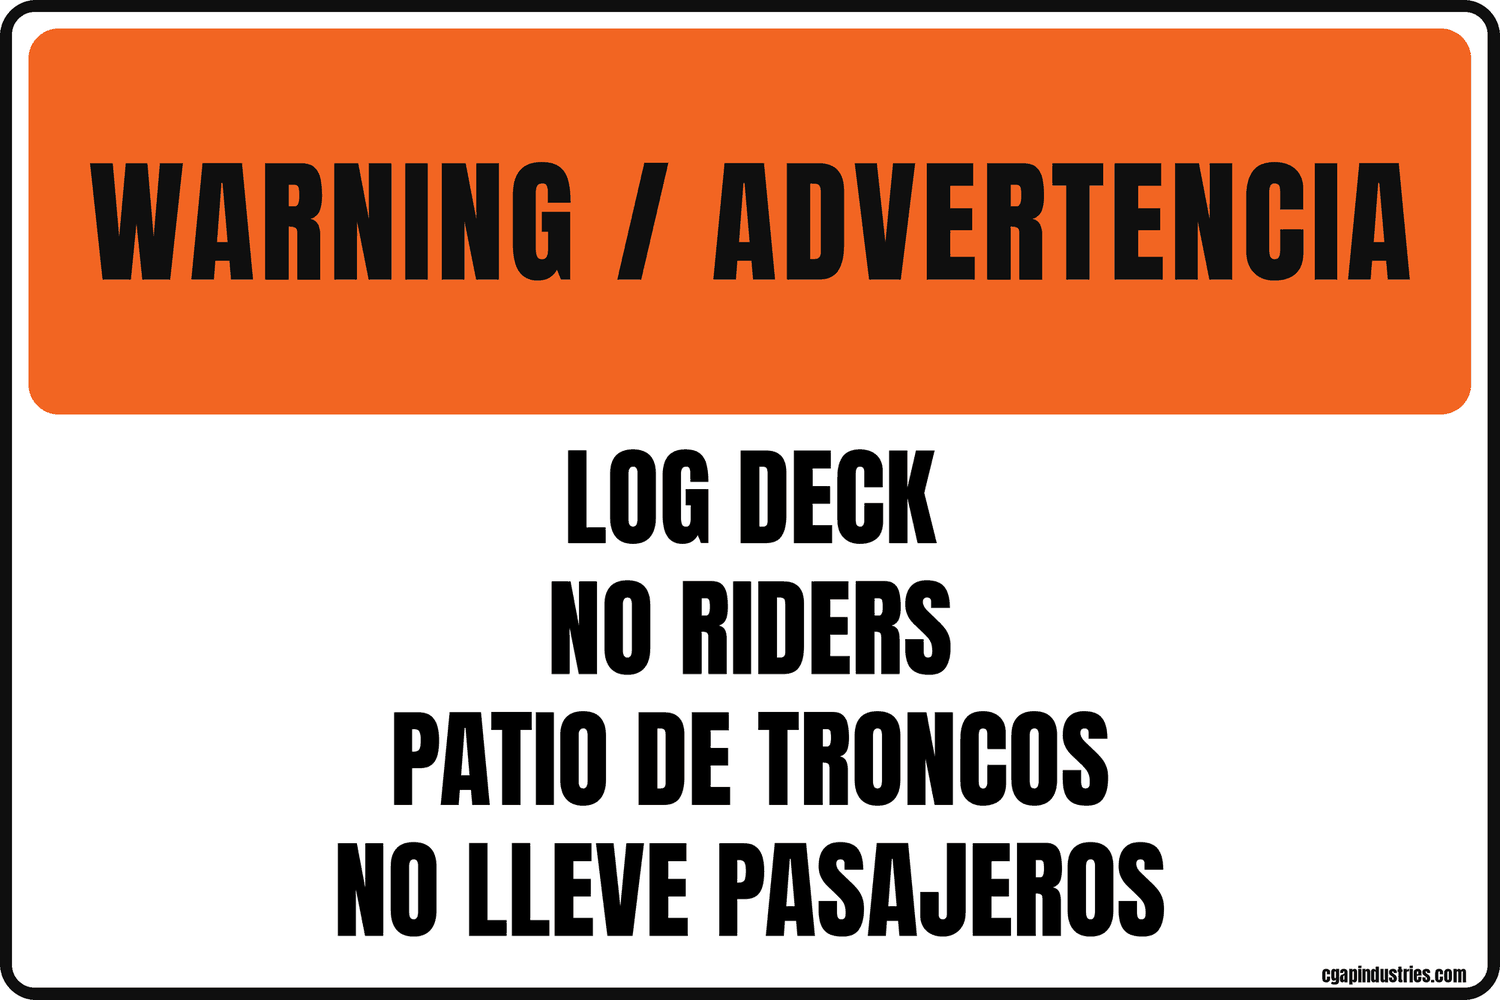 WARNING / ADVERTENCIA
LOG DECK
NO RIDERS
PATIO DE TRONCOS
NO LLEVE PASAJEROS
cgapindustries.com